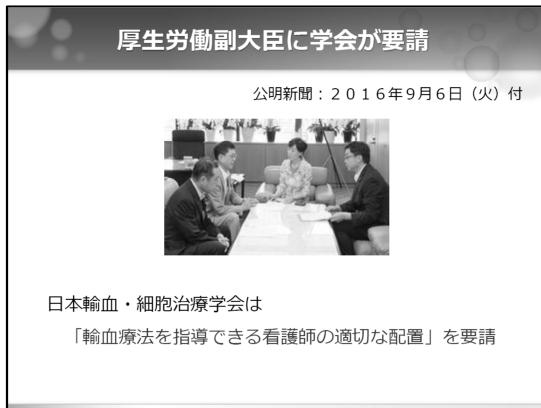 厚生労働副大臣に学会が要請
公明新聞：２０１６年９月６日（火）付
日本輸血・細胞治療学会は
「輸血療法を指導できる看護師の適切な配置」を要請